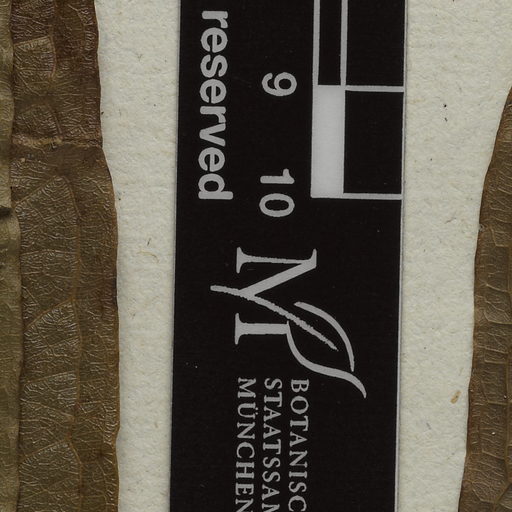 reserved
9 10
M
BOTANISC
STAATSSAM
MÜNCHEN